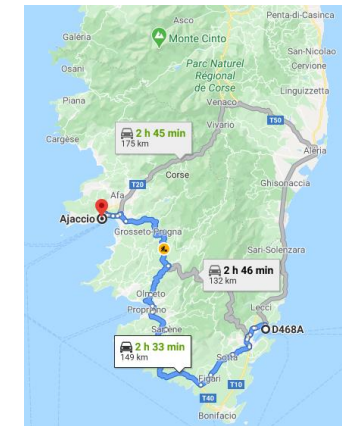 Asco
Penta-di-Casinca
Galéria
Monte Cinto
San-Nicolao
Osani
Parc Naturel
Régional
de Corse
Cervione
Linguizzetta
Piana
Venaco
T50
Vivario
Cargèse
2 h 45 min
175 km
Aléria
Corse
T20
Ghisonaccia
Afa
Ajaccio
Grosseto-Prugna
Sari-Solenzara
2 h 46 min
132 km
Olmeto
Propriano
Lecci
D468A
Sartène
2 h 33 min
149 km
Sotta
Figari
T10
T40
Bonifacio